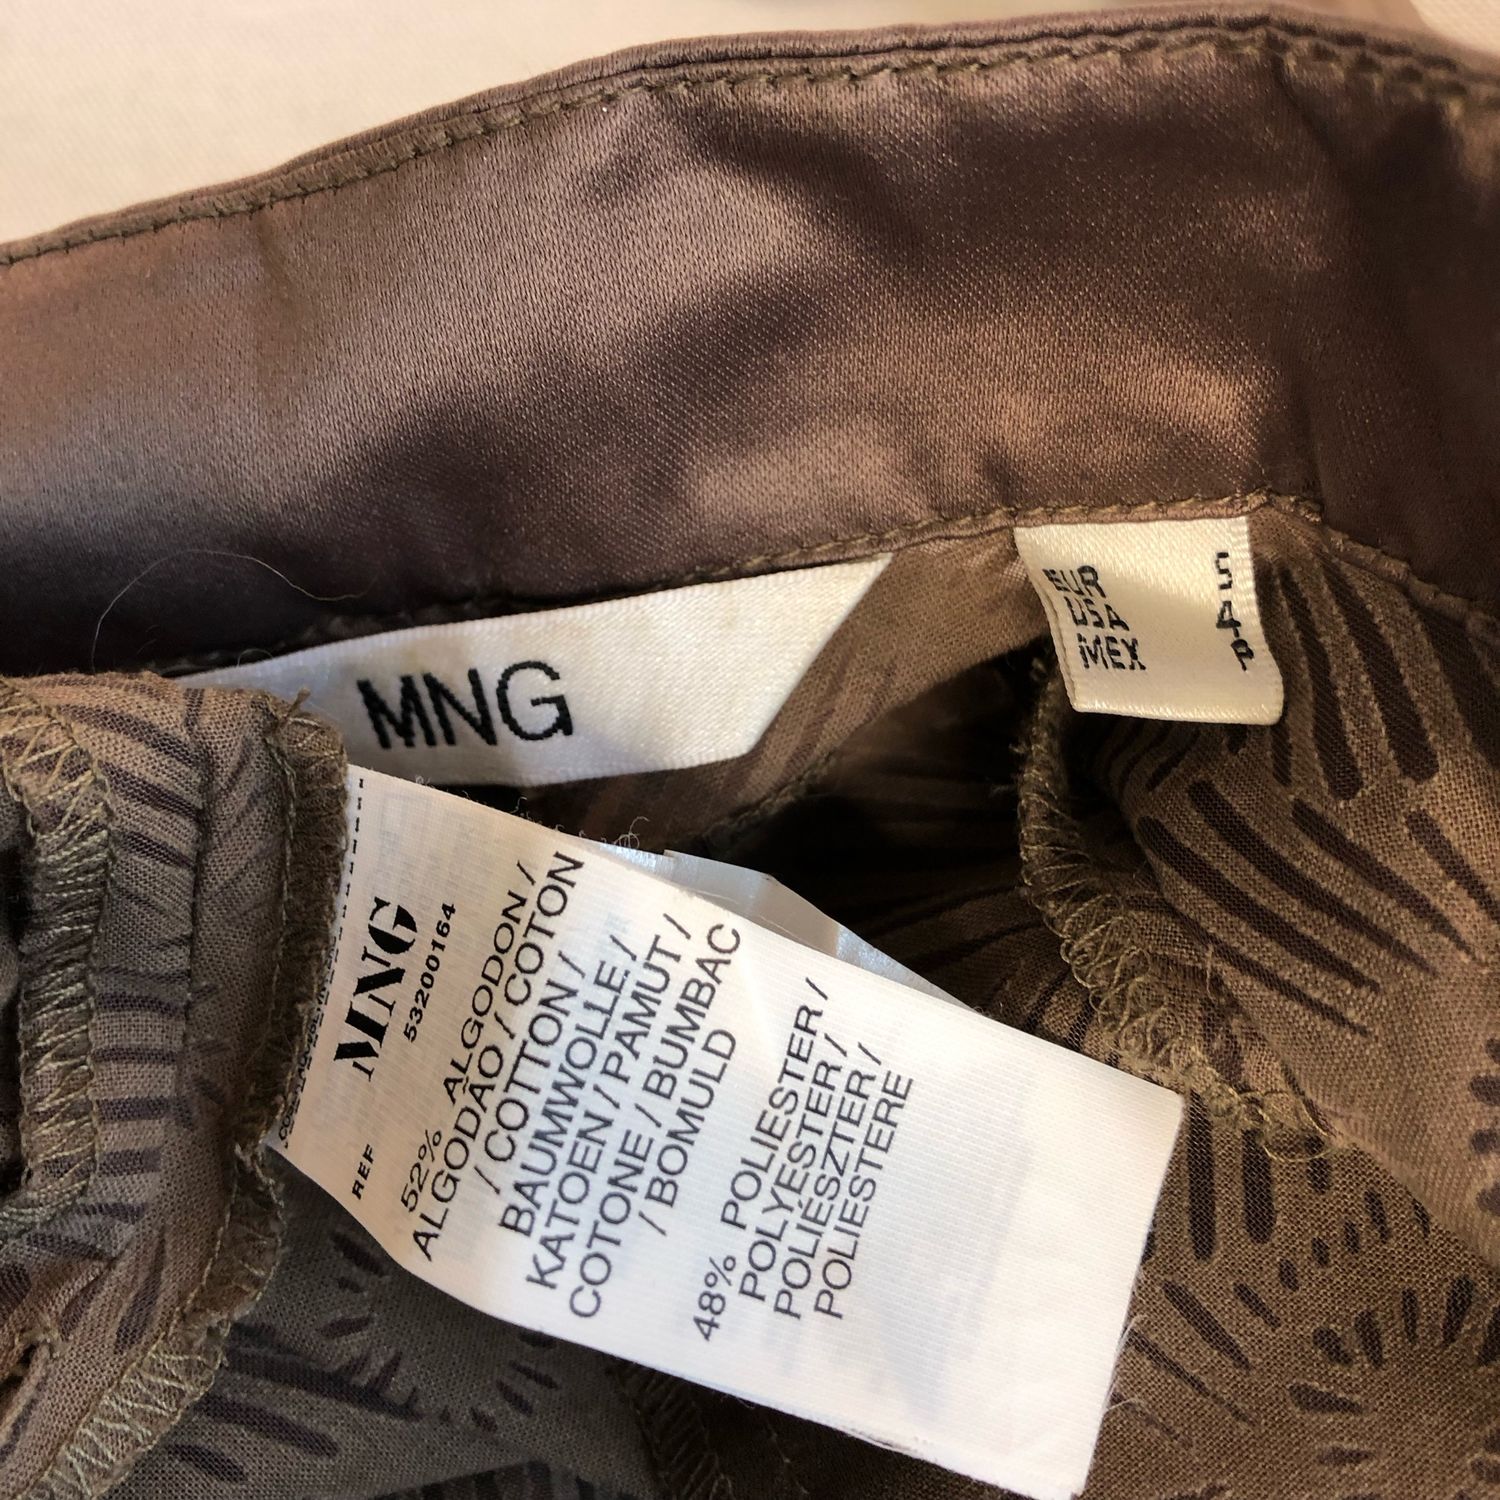 MNG
EUR S
USA 4
MEX P
MNG
REF 53200164
52% ALGODON /
ALGODÃO / COTON
/ COTTON /
BAUMWOLLE /
KATOEN / PAMUT /
COTONE / BUMBAC
/ BOMULD
48% POLIESTER /
POLYESTER /
POLIÉSZTER /
POLIESTERE